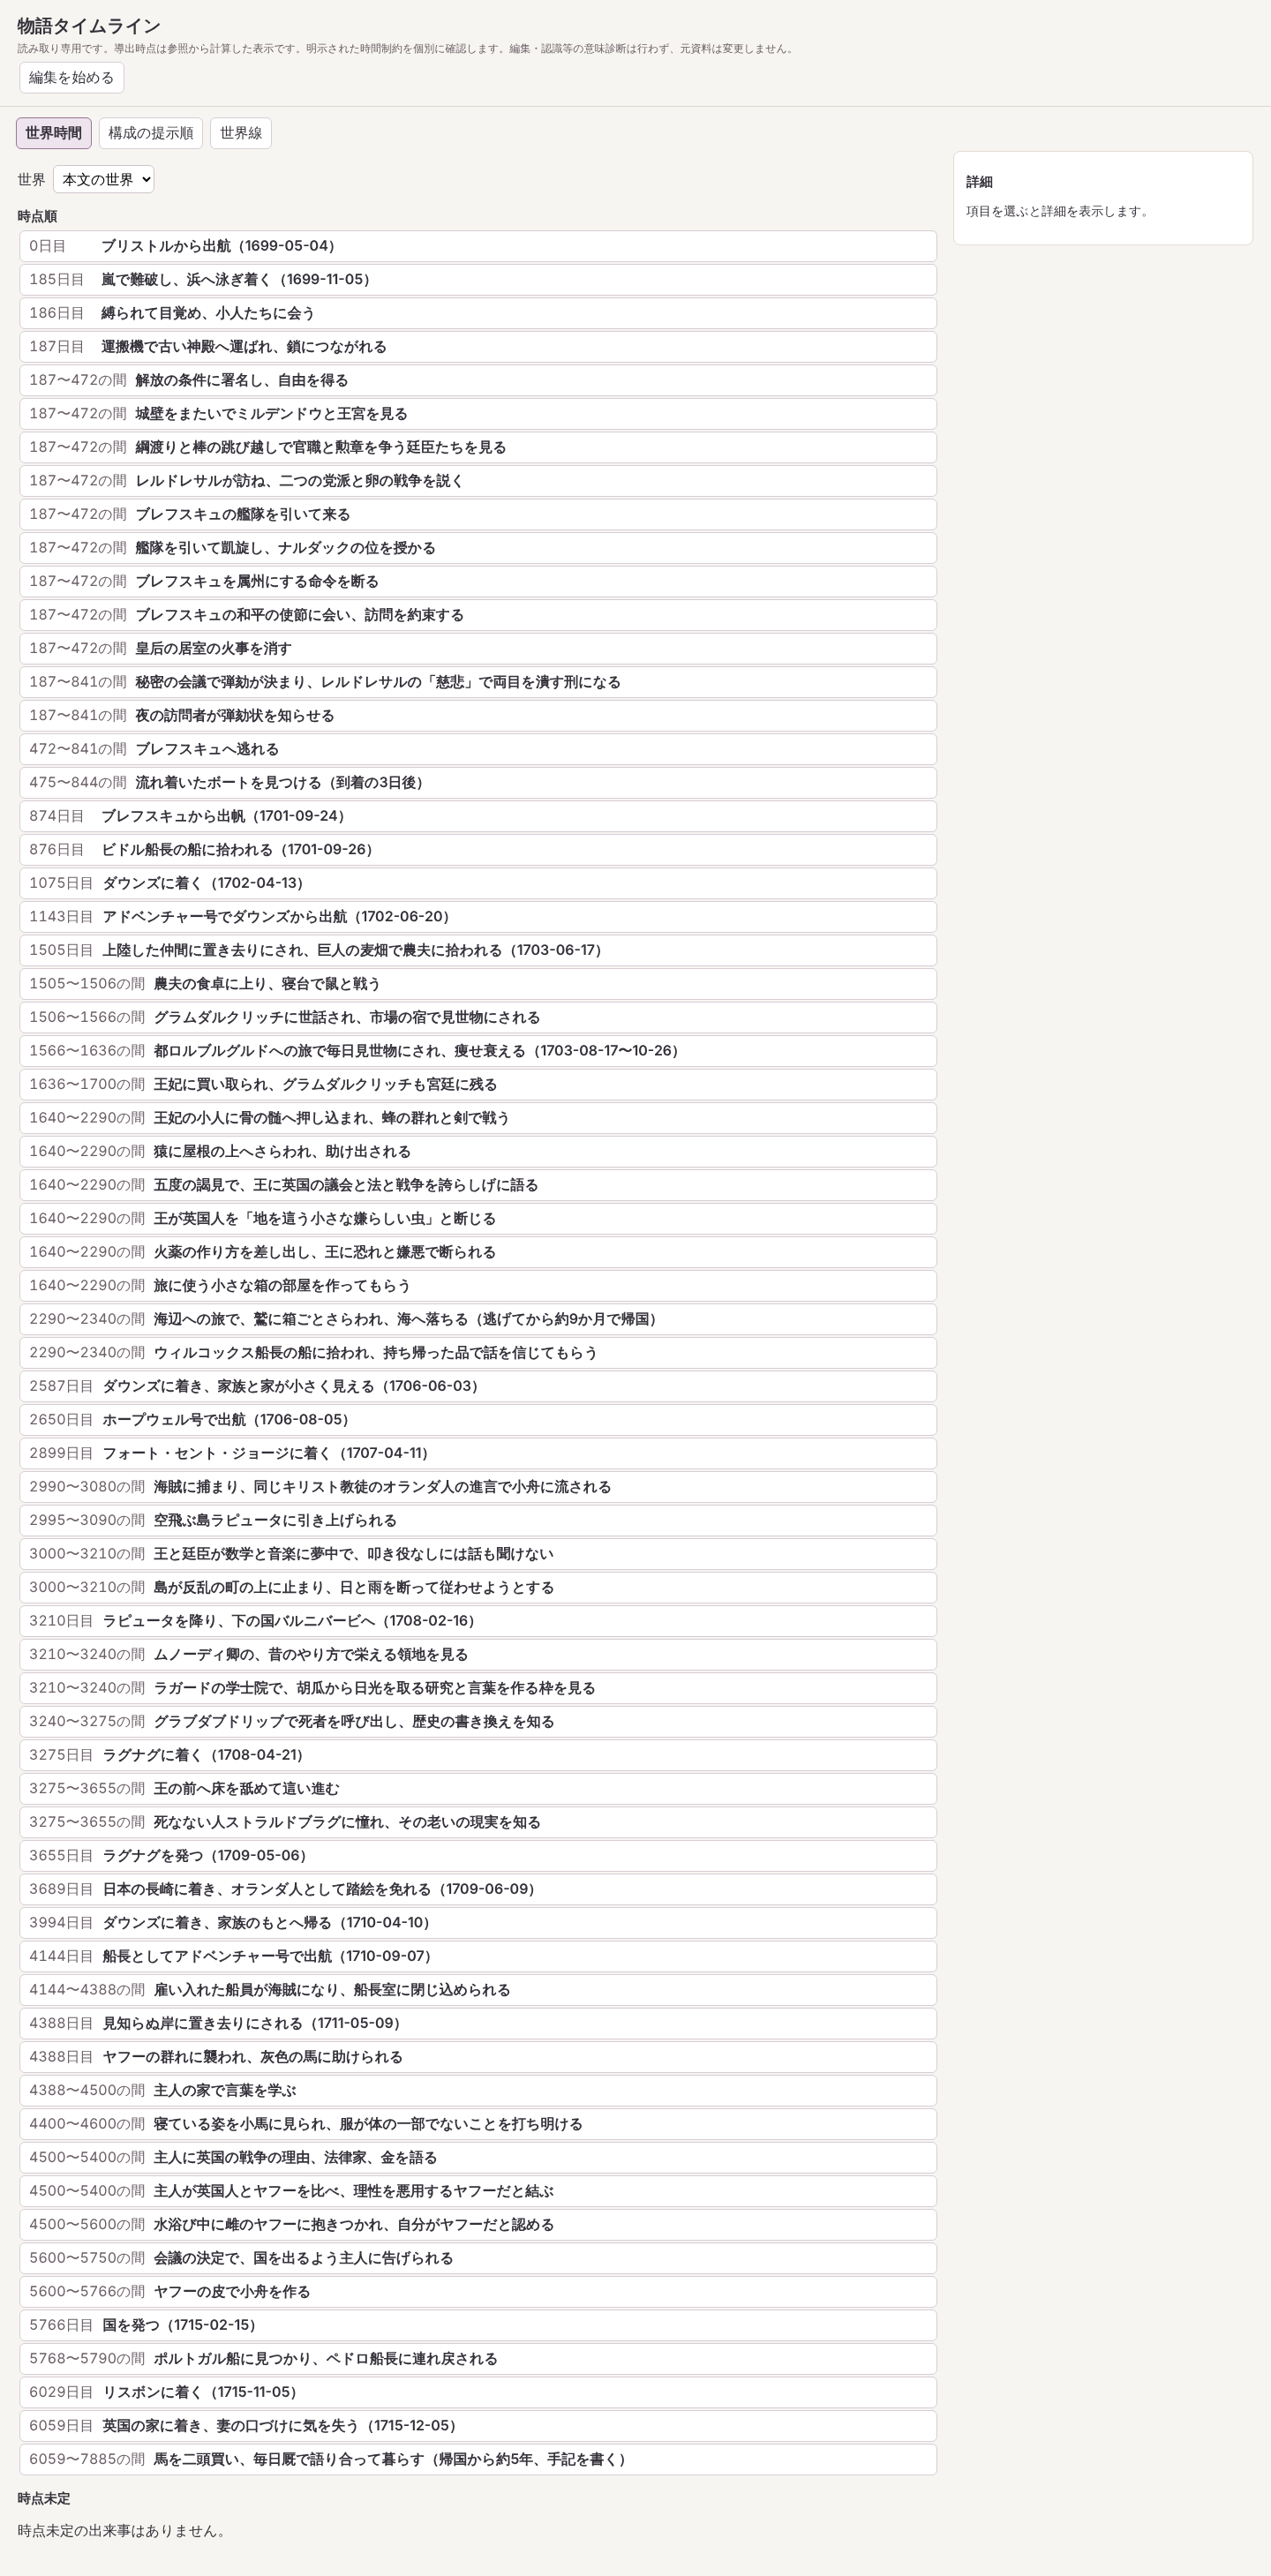 物語タイムライン
読み取り専用です。導出時点は参照から計算した表示です。明示された時間制約を個別に確認します。編集・認識等の意味診断は行わず、元資料は変更しません。
編集を始める
世界時間 構成の提示順 世界線
世界 本文の世界
詳細
項目を選ぶと詳細を表示します。
時点順
0日目 ブリストルから出航（1699-05-04）
185日目 嵐で難破し、浜へ泳ぎ着く（1699-11-05）
186日目 縛られて目覚め、小人たちに会う
187日目 運搬機で古い神殿へ運ばれ、鎖につながれる
187〜472の間 解放の条件に署名し、自由を得る
187〜472の間 城壁をまたいでミルデンドウと王宮を見る
187〜472の間 綱渡りと棒の跳び越しで官職と勲章を争う廷臣たちを見る
187〜472の間 レルドレサルが訪ね、二つの党派と卵の戦争を説く
187〜472の間 ブレフスキュの艦隊を引いて来る
187〜472の間 艦隊を引いて凱旋し、ナルダックの位を授かる
187〜472の間 ブレフスキュを属州にする命令を断る
187〜472の間 ブレフスキュの和平の使節に会い、訪問を約束する
187〜472の間 皇后の居室の火事を消す
187〜841の間 秘密の会議で弾劾が決まり、レルドレサルの「慈悲」で両目を潰す刑になる
187〜841の間 夜の訪問者が弾劾状を知らせる
472〜841の間 ブレフスキュへ逃れる
475〜844の間 流れ着いたボートを見つける（到着の3日後）
874日目 ブレフスキュから出帆（1701-09-24）
876日目 ビドル船長の船に拾われる（1701-09-26）
1075日目 ダウンズに着く（1702-04-13）
1143日目 アドベンチャー号でダウンズから出航（1702-06-20）
1505日目 上陸した仲間に置き去りにされ、巨人の麦畑で農夫に拾われる（1703-06-17）
1505〜1506の間 農夫の食卓に上り、寝台で鼠と戦う
1506〜1566の間 グラムダルクリッチに世話され、市場の宿で見世物にされる
1566〜1636の間 都ロルブルグルドへの旅で毎日見世物にされ、痩せ衰える（1703-08-17〜10-26）
1636〜1700の間 王妃に買い取られ、グラムダルクリッチも宮廷に残る
1640〜2290の間 王妃の小人に骨の髄へ押し込まれ、蜂の群れと剣で戦う
1640〜2290の間 猿に屋根の上へさらわれ、助け出される
1640〜2290の間 五度の謁見で、王に英国の議会と法と戦争を誇らしげに語る
1640〜2290の間 王が英国人を「地を這う小さな嫌らしい虫」と断じる
1640〜2290の間 火薬の作り方を差し出し、王に恐れと嫌悪で断られる
1640〜2290の間 旅に使う小さな箱の部屋を作ってもらう
2290〜2340の間 海辺への旅で、鷲に箱ごとさらわれ、海へ落ちる（逃げてから約9か月で帰国）
2290〜2340の間 ウィルコックス船長の船に拾われ、持ち帰った品で話を信じてもらう
2587日目 ダウンズに着き、家族と家が小さく見える（1706-06-03）
2650日目 ホープウェル号で出航（1706-08-05）
2899日目 フォート・セント・ジョージに着く（1707-04-11）
2990〜3080の間 海賊に捕まり、同じキリスト教徒のオランダ人の進言で小舟に流される
2995〜3090の間 空飛ぶ島ラピュータに引き上げられる
3000〜3210の間 王と廷臣が数学と音楽に夢中で、叩き役なしには話も聞けない
3000〜3210の間 島が反乱の町の上に止まり、日と雨を断って従わせようとする
3210日目 ラピュータを降り、下の国バルニバービへ（1708-02-16）
3210〜3240の間 ムノーディ卿の、昔のやり方で栄える領地を見る
3210〜3240の間 ラガードの学士院で、胡瓜から日光を取る研究と言葉を作る枠を見る
3240〜3275の間 グラブダブドリッブで死者を呼び出し、歴史の書き換えを知る
3275日目 ラグナグに着く（1708-04-21）
3275〜3655の間 王の前へ床を舐めて這い進む
3275〜3655の間 死なない人ストラルドブラグに憧れ、その老いの現実を知る
3655日目 ラグナグを発つ（1709-05-06）
3689日目 日本の長崎に着き、オランダ人として踏絵を免れる（1709-06-09）
3994日目 ダウンズに着き、家族のもとへ帰る（1710-04-10）
4144日目 船長としてアドベンチャー号で出航（1710-09-07）
4144〜4388の間 雇い入れた船員が海賊になり、船長室に閉じ込められる
4388日目 見知らぬ岸に置き去りにされる（1711-05-09）
4388日目 ヤフーの群れに襲われ、灰色の馬に助けられる
4388〜4500の間 主人の家で言葉を学ぶ
4400〜4600の間 寝ている姿を小馬に見られ、服が体の一部でないことを打ち明ける
4500〜5400の間 主人に英国の戦争の理由、法律家、金を語る
4500〜5400の間 主人が英国人とヤフーを比べ、理性を悪用するヤフーだと結ぶ
4500〜5600の間 水浴び中に雌のヤフーに抱きつかれ、自分がヤフーだと認める
5600〜5750の間 会議の決定で、国を出るよう主人に告げられる
5600〜5766の間 ヤフーの皮で小舟を作る
5766日目 国を発つ（1715-02-15）
5768〜5790の間 ポルトガル船に見つかり、ペドロ船長に連れ戻される
6029日目 リスボンに着く（1715-11-05）
6059日目 英国の家に着き、妻の口づけに気を失う（1715-12-05）
6059〜7885の間 馬を二頭買い、毎日厩で語り合って暮らす（帰国から約5年、手記を書く）
時点未定
時点未定の出来事はありません。